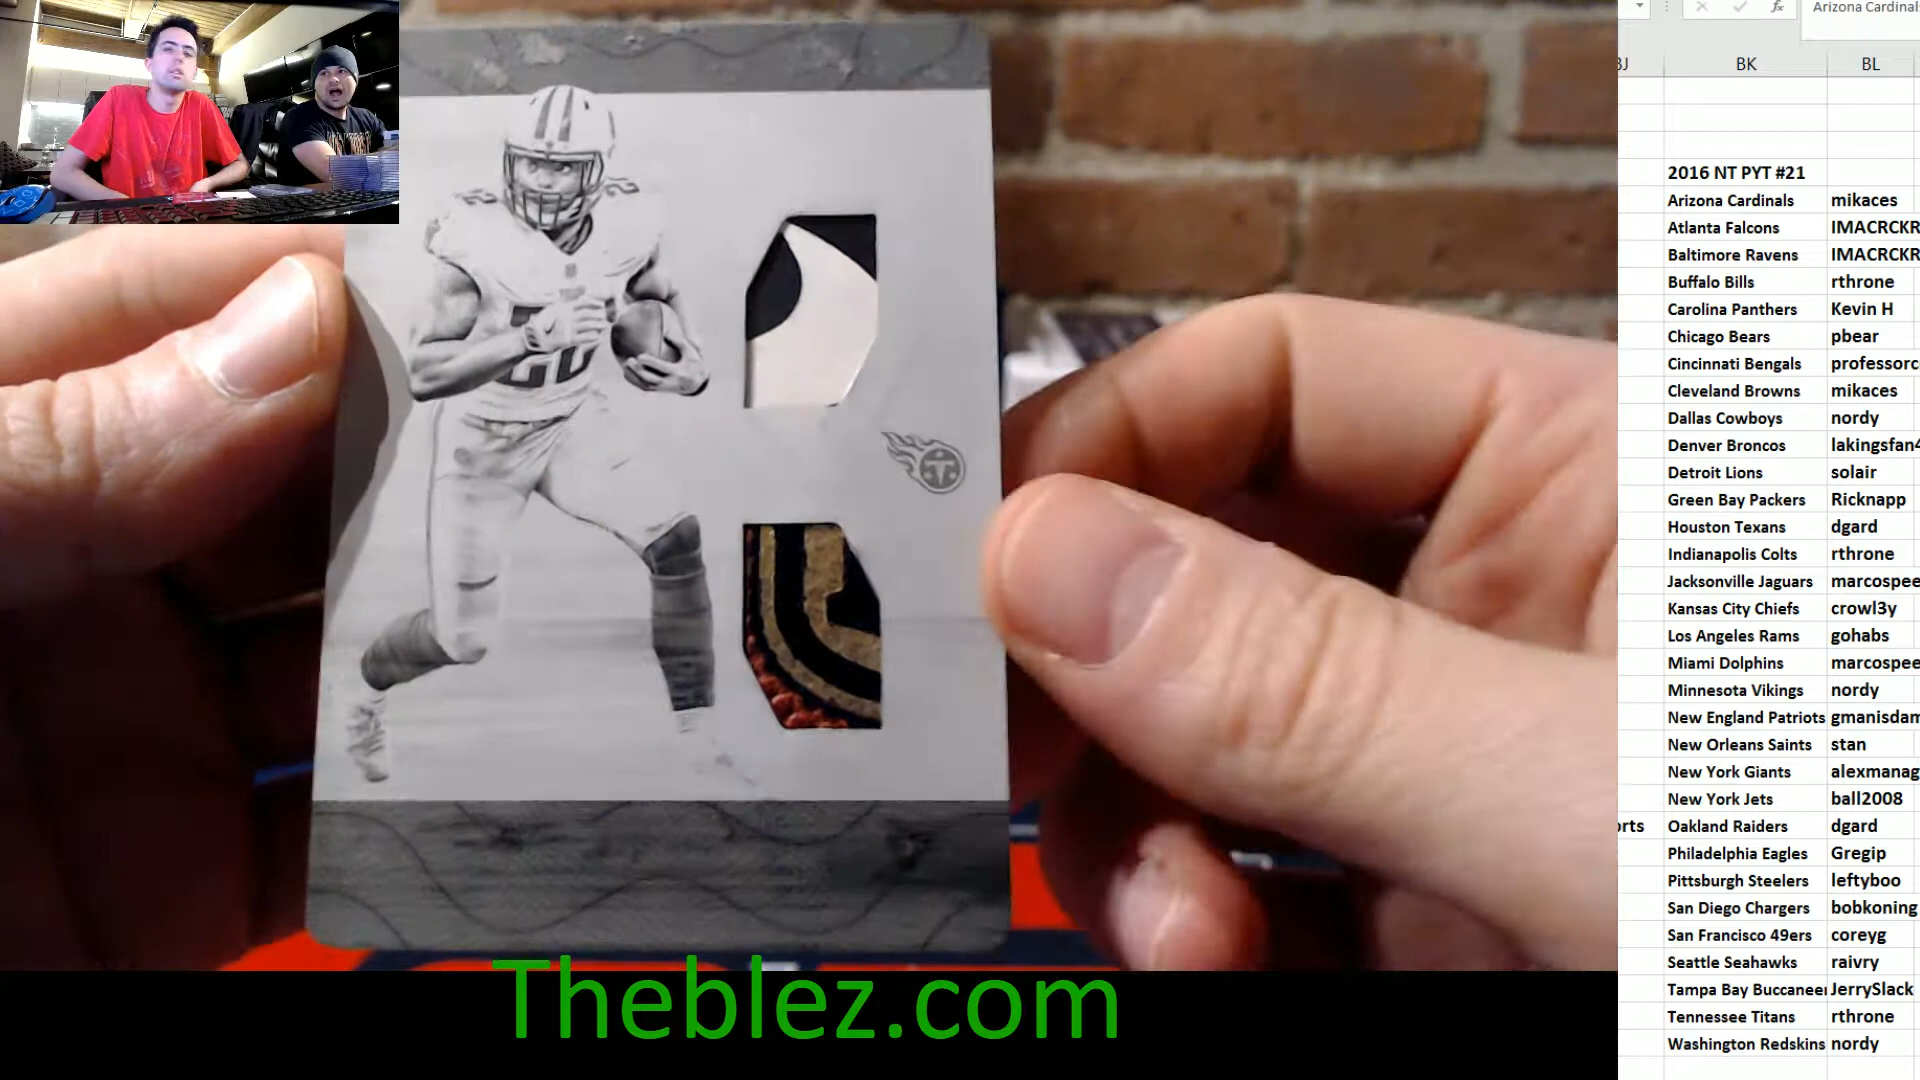 Arizona Cardinal
BJ BK BL
2016 NT PYT #21
Arizona Cardinals mikaces
Atlanta Falcons IMACRCKR
Baltimore Ravens IMACRCKR
Buffalo Bills rthrone
Carolina Panthers Kevin H
Chicago Bears pbear
Cincinnati Bengals professorc
Cleveland Browns mikaces
Dallas Cowboys nordy
Denver Broncos lakingsfan4
Detroit Lions solair
Green Bay Packers Ricknapp
Houston Texans dgard
Indianapolis Colts rthrone
Jacksonville Jaguars marcospee
Kansas City Chiefs crowl3y
Los Angeles Rams gohabs
Miami Dolphins marcospee
Minnesota Vikings nordy
New England Patriots gmanisdam
New Orleans Saints stan
New York Giants alexmanag
New York Jets ball2008
orts Oakland Raiders dgard
Philadelphia Eagles Gregip
Pittsburgh Steelers leftyboo
San Diego Chargers bobkoning
San Francisco 49ers coreyg
Seattle Seahawks raivry
Tampa Bay Buccaneer JerrySlack
Tennessee Titans rthrone
Washington Redskins nordy
Theblez.com